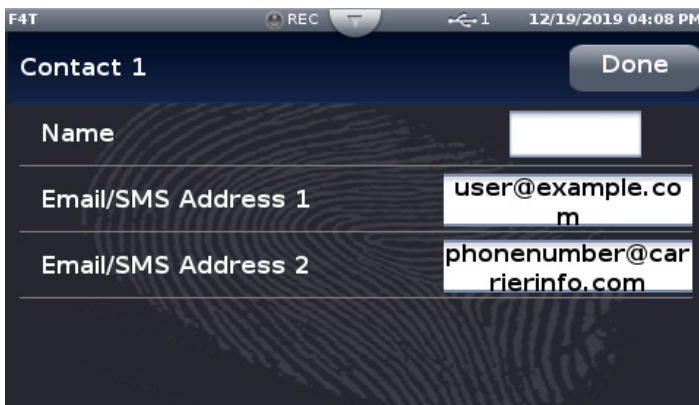 F4T REC 1 12/19/2019 04:08 PM
Contact 1 Done
Name
Email/SMS Address 1
user@example.co
m
Email/SMS Address 2
phonenumber@car
rierinfo.com